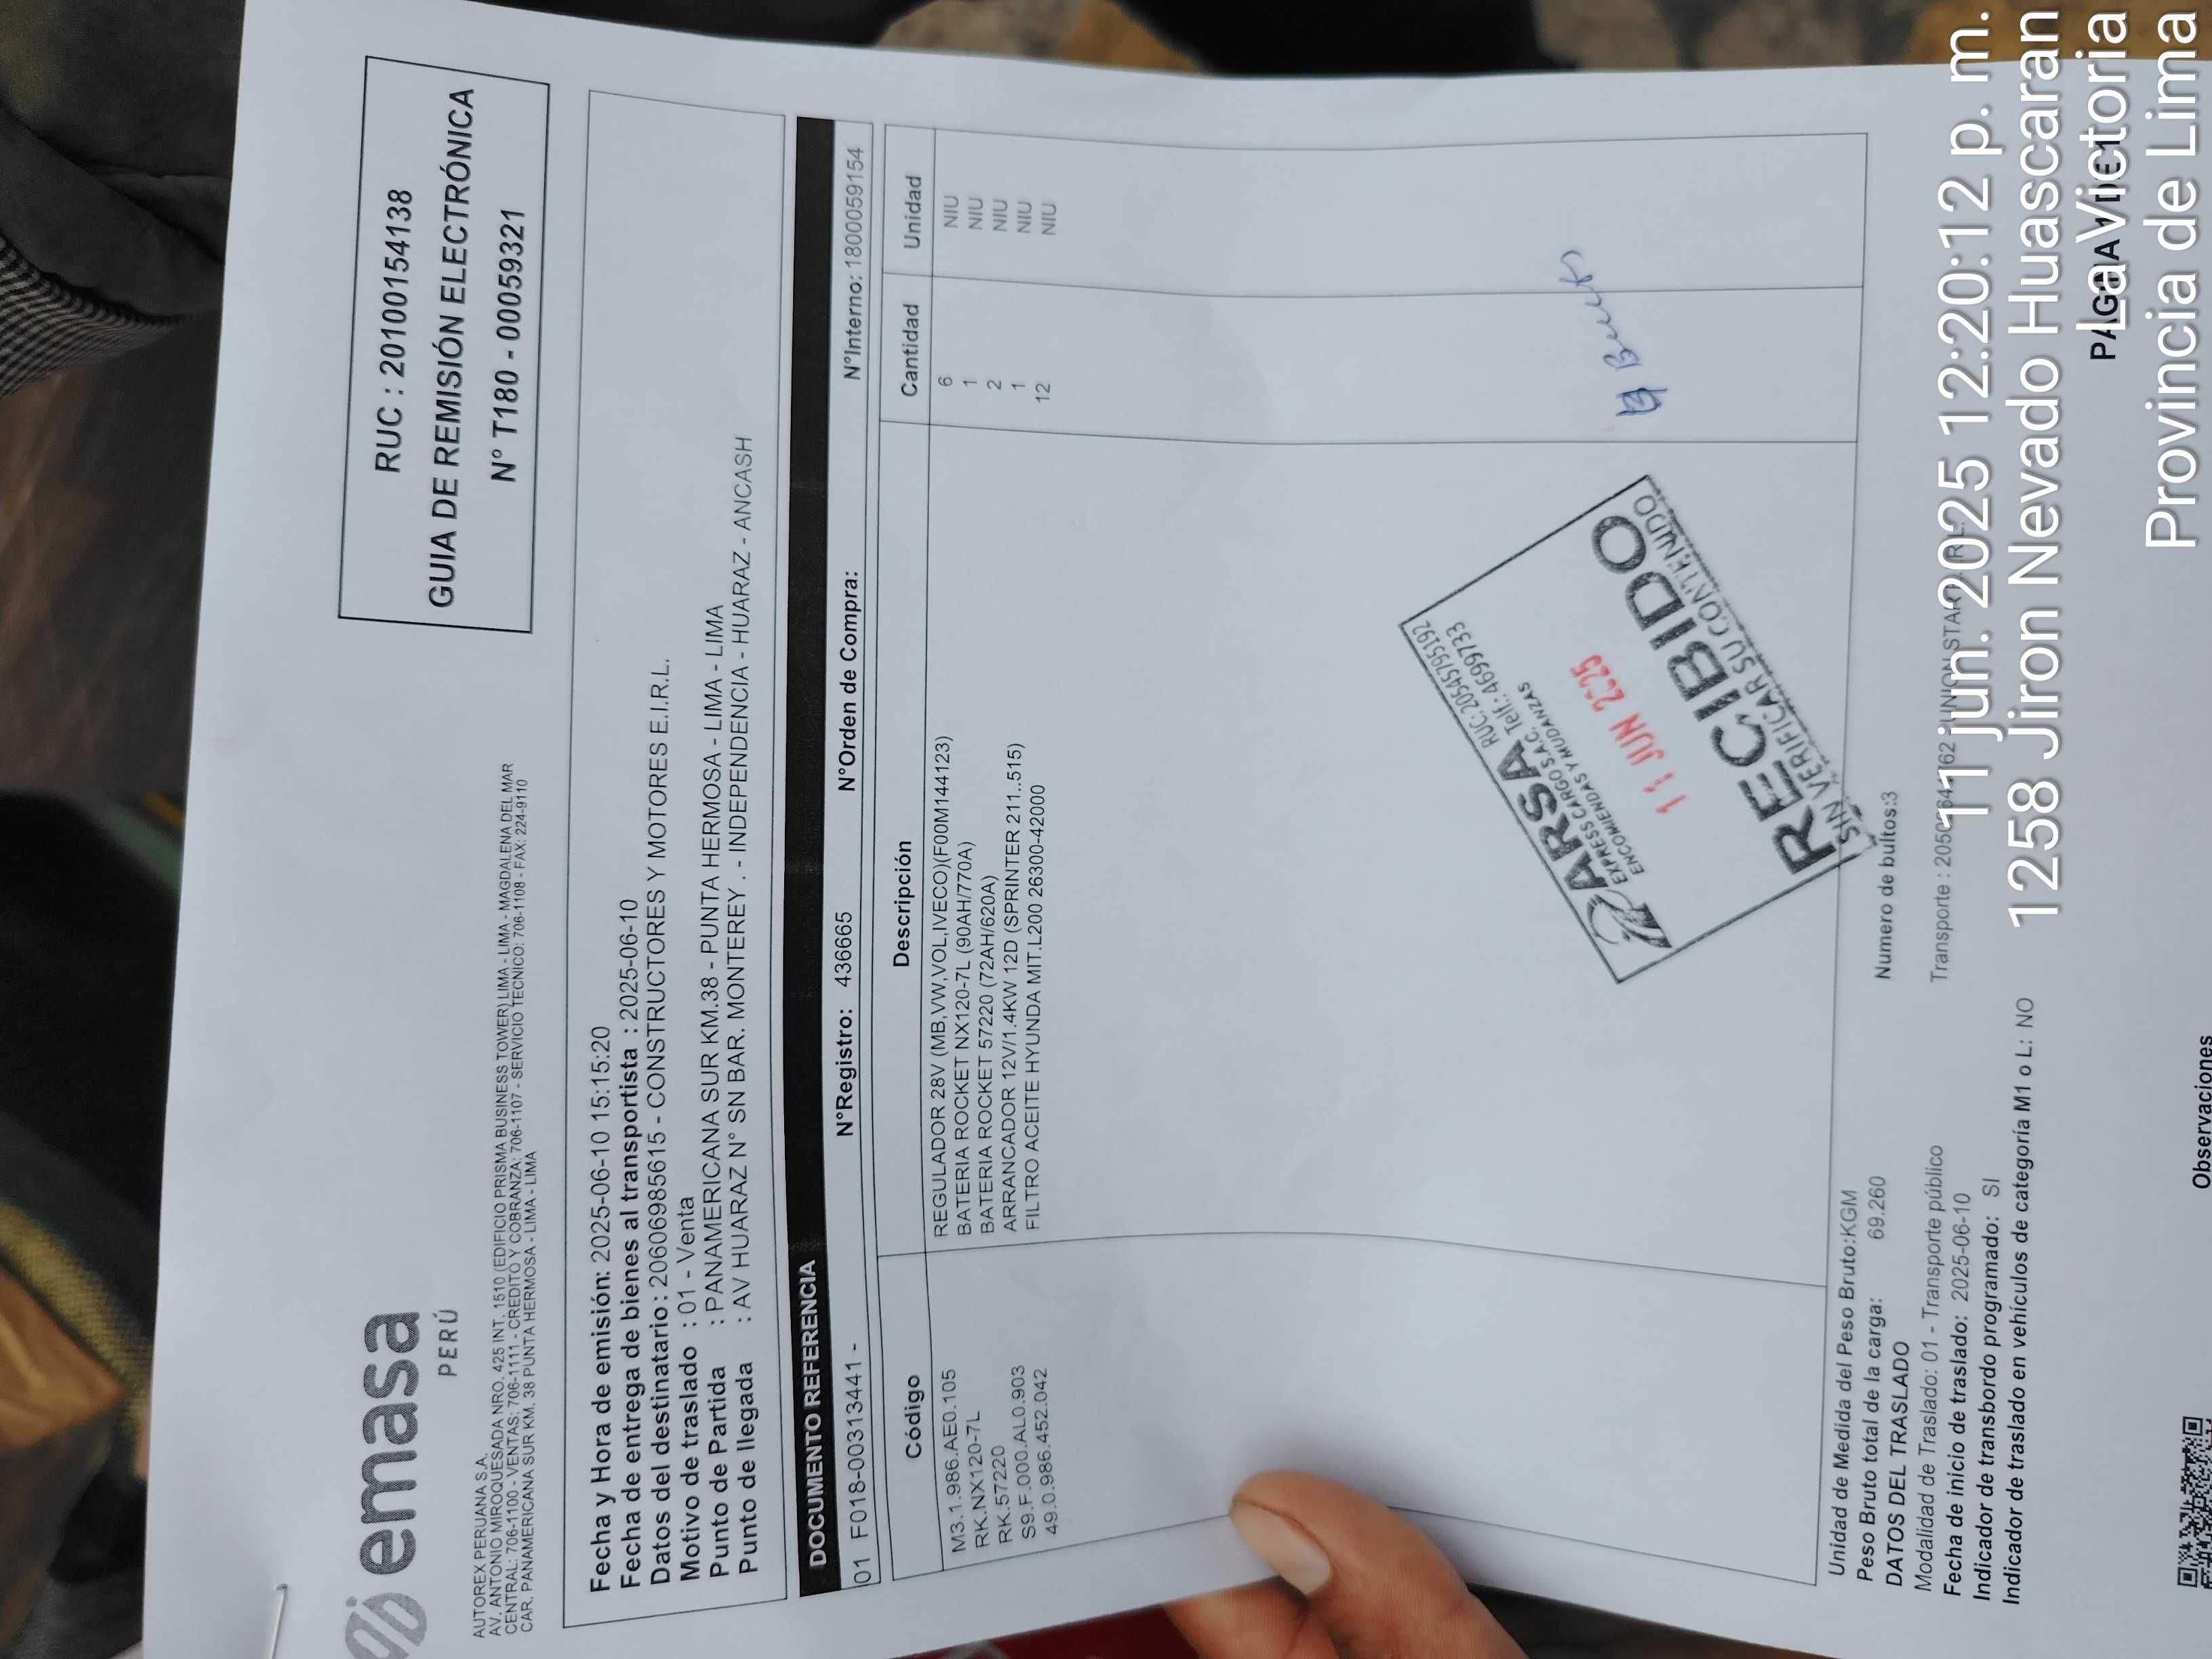 emasa
PERÚ
AUTOREX PERUANA S.A.
AV. ANTONIO MIROQUESADA NRO. 425 INT. 1510 (EDIFICIO PRISMA BUSINESS TOWER) LIMA - LIMA - MAGDALENA DEL MAR
CENTRAL: 706-1100 - VENTAS: 706-1111 - CREDITO Y COBRANZA: 706-1107 - SERVICIO TECNICO: 706-1108 - FAX: 224-9110
CAR. PANAMERICANA SUR KM. 38 PUNTA HERMOSA - LIMA - LIMA
RUC : 20100154138
GUIA DE REMISIÓN ELECTRÓNICA
N° T180 - 00059321
Fecha y Hora de emisión: 2025-06-10 15:15:20
Fecha de entrega de bienes al transportista : 2025-06-10
Datos del destinatario : 20606985615 - CONSTRUCTORES Y MOTORES E.I.R.L.
Motivo de traslado : 01 - Venta
Punto de Partida : PANAMERICANA SUR KM.38 - PUNTA HERMOSA - LIMA - LIMA
Punto de llegada : AV HUARAZ N° SN BAR. MONTEREY . - INDEPENDENCIA - HUARAZ - ANCASH
DOCUMENTO REFERENCIA
01 F018-00313441 - N°Registro: 436665 N°Orden de Compra: N°Interno: 1800059154
Código Descripción Cantidad Unidad
M3.1.986.AE0.105 REGULADOR 28V (MB,VW,VOL,IVECO)(F00M144123) 6 NIU
RK.NX120-7L BATERIA ROCKET NX120-7L (90AH/770A) 1 NIU
RK.57220 BATERIA ROCKET 57220 (72AH/620A) 2 NIU
S9.F.000.AL0.903 ARRANCADOR 12V/1.4KW 12D (SPRINTER 211..515) 1 NIU
49.0.986.452.042 FILTRO ACEITE HYUNDA MIT.L200 26300-42000 12 NIU
RUC:20545795192
ARSA Telf.: 4699733
EXPRESS CARGO S.A.C.
ENCOMIENDAS Y MUDANZAS
11 JUN 2025
RECIBIDO
SIN VERIFICAR SU CONTENIDO
Unidad de Medida del Peso Bruto:KGM
Peso Bruto total de la carga: 69.260 Numero de bultos:3
DATOS DEL TRASLADO
Modalidad de Traslado: 01 - Transporte público Transporte :
Fecha de inicio de traslado: 2025-06-10
Indicador de transbordo programado: SI
Indicador de traslado en vehículos de categoría M1 o L: NO
Observaciones
11 jun. 2025 12:20:12 p. m.
1258 Jiron Nevado Huascaran
La Victoria
Provincia de Lima